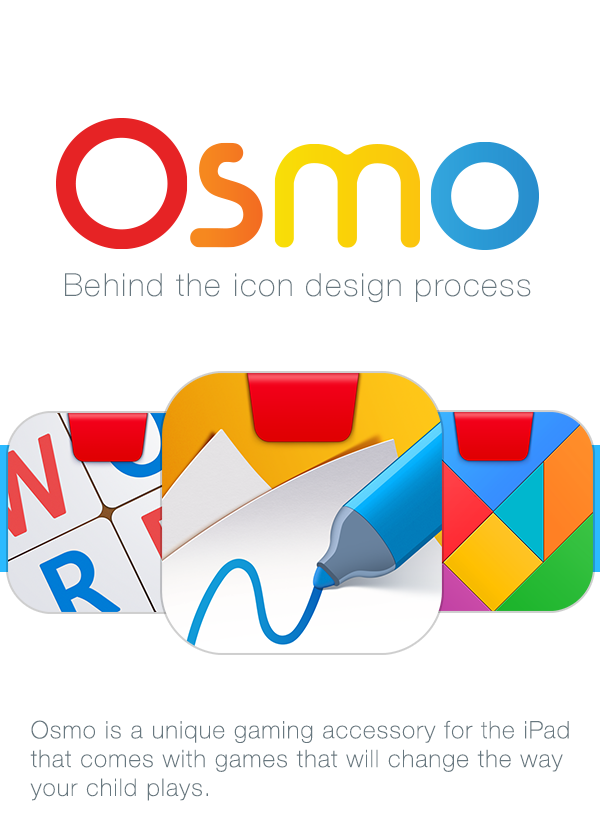 Osmo
Behind the icon design process
W
R
Osmo is a unique gaming accessory for the iPad
that comes with games that will change the way
your child plays.